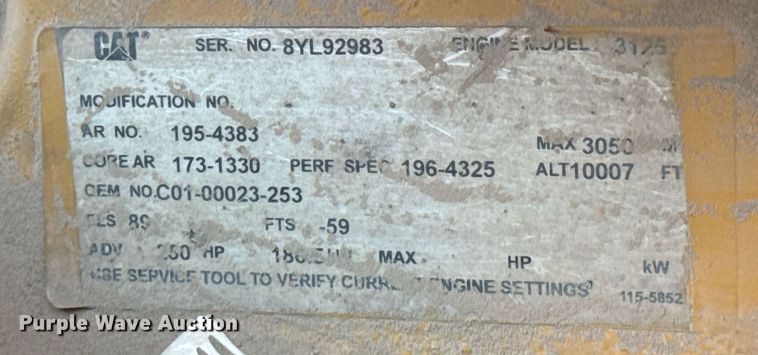 CAT® SER. NO. 8YL92983 ENGINE MODEL
MODIFICATION NO.
AR NO. 195-4383 MAX 3050
CORE AR 173-1330 PERF SPEC 196-4325 ALT 10007 FT
OEM NO. C01-00023-253
FLS 89 FTS -59
ADV 250 HP MAX HP kW
USE SERVICE TOOL TO VERIFY CURRENT ENGINE SETTINGS 115-5852
Purple Wave Auction